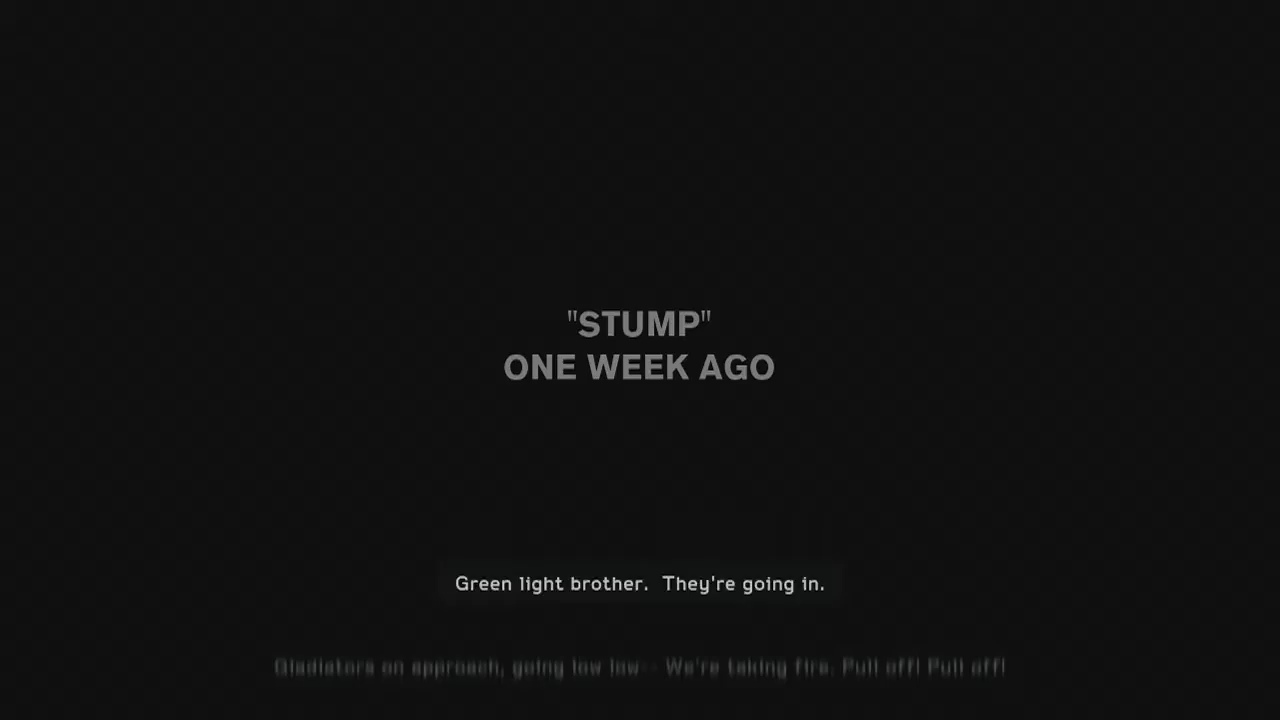 "STUMP"
ONE WEEK AGO
Green light brother.  They're going in.
Gladiators on approach, going low low-- We're taking fire. Pull off! Pull off!